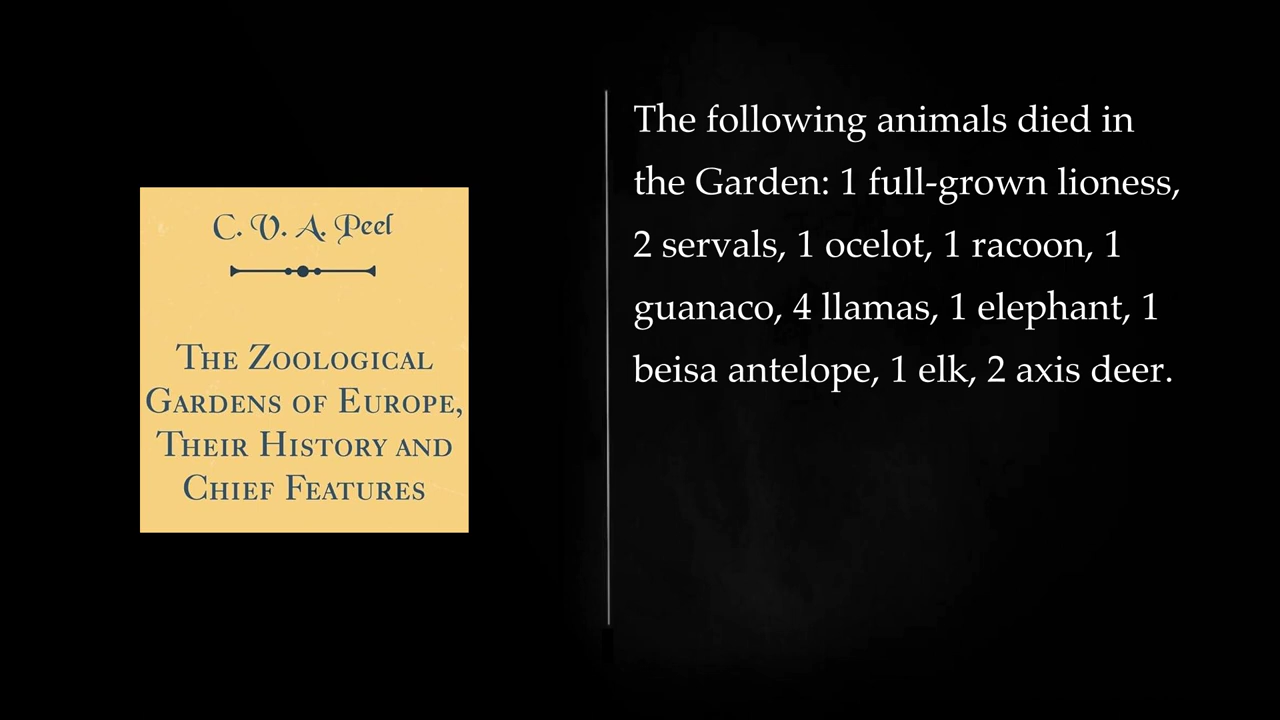 C. V. A. Peel
The Zoological
Gardens of Europe,
Their History and
Chief Features
The following animals died in
the Garden: 1 full-grown lioness,
2 servals, 1 ocelot, 1 racoon, 1
guanaco, 4 llamas, 1 elephant, 1
beisa antelope, 1 elk, 2 axis deer.